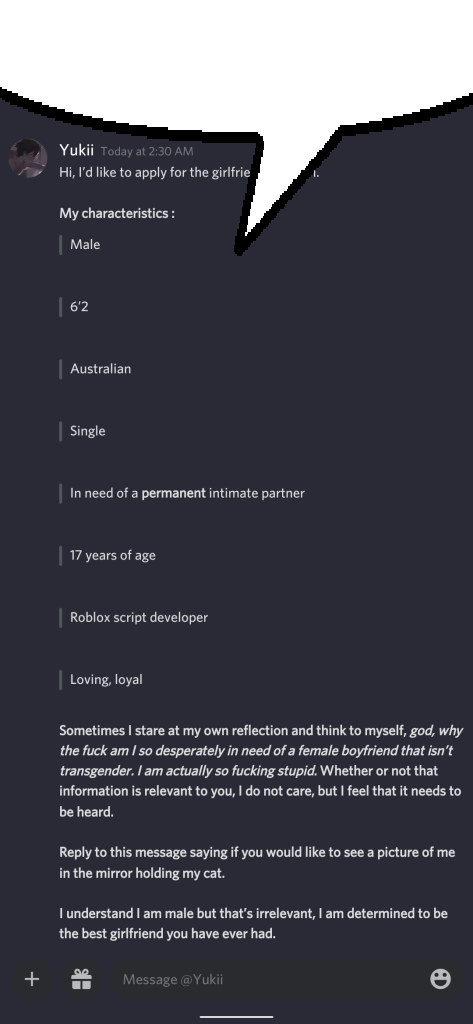 Yukii Today at 2:30 AM
Hi, I'd like to apply for the
My characteristics :
Male
6'2
Australian
Single
In need of a permanent intimate partner
17 years of age
Roblox script developer
Loving, loyal
Sometimes I stare at my own reflection and think to myself, god, why
the fuck am I so desperately in need of a female boyfriend that isn't
transgender. I am actually so fucking stupid. Whether or not that
information is relevant to you, I do not care, but I feel that it needs to
be heard.
Reply to this message saying if you would like to see a picture of me
in the mirror holding my cat.
I understand I am male but that's irrelevant, I am determined to be
the best girlfriend you have ever had.
Message @Yukii